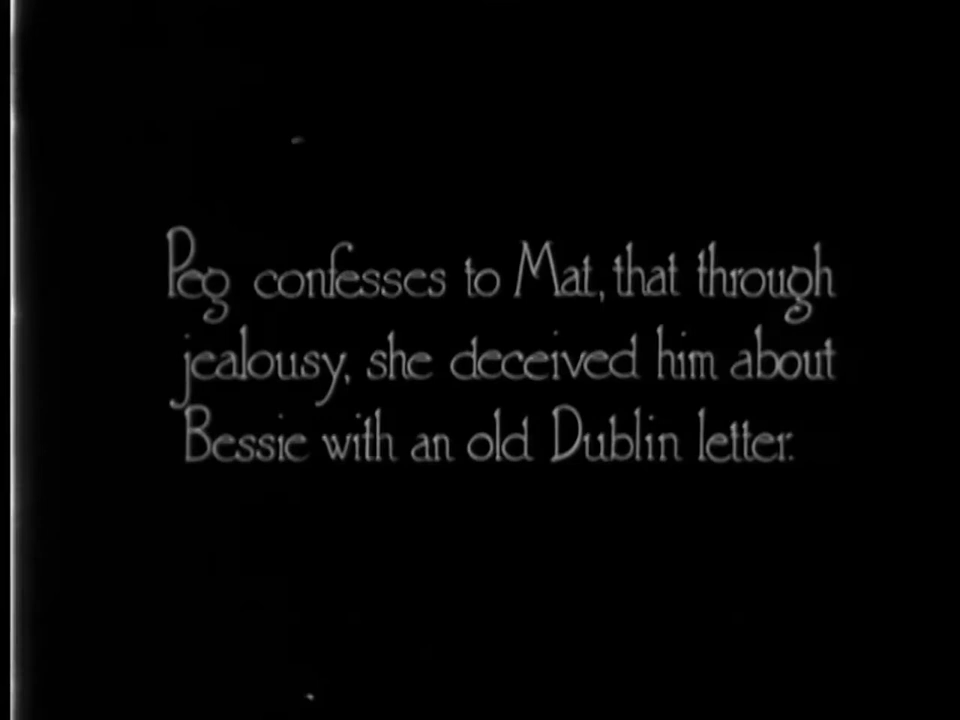 Peg confesses to Mat, that through
jealousy, she deceived him about
Bessie with an old Dublin letter.